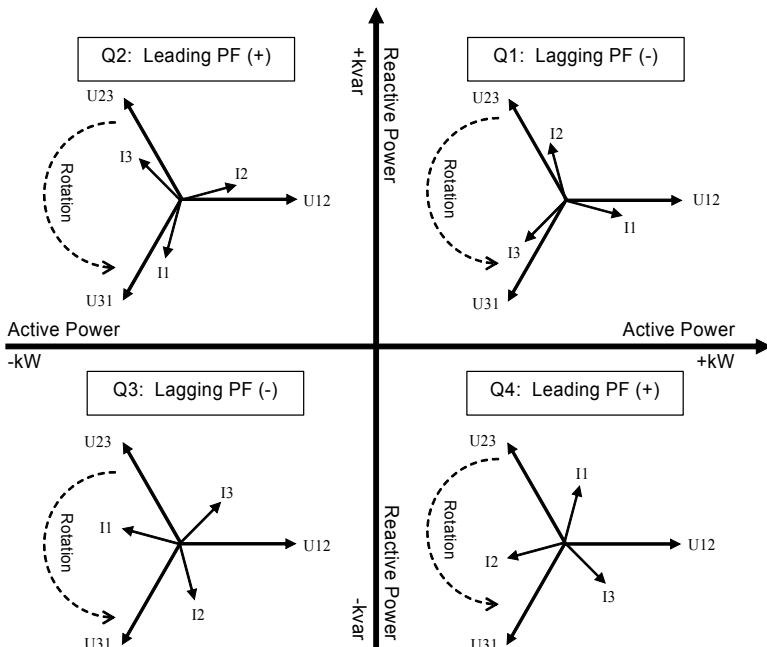 Q2: Leading PF (+)
U23
I3
I2
U12
I1
U31
Rotation
+kvar
Reactive Power
Q1: Lagging PF (-)
U23
I2
U12
I1
I3
U31
Rotation
Active Power
-kW
Active Power
+kW
Q3: Lagging PF (-)
U23
I3
I1
U12
I2
U31
Rotation
-kvar
Reactive Power
Q4: Leading PF (+)
U23
I1
U12
I2
I3
U31
Rotation